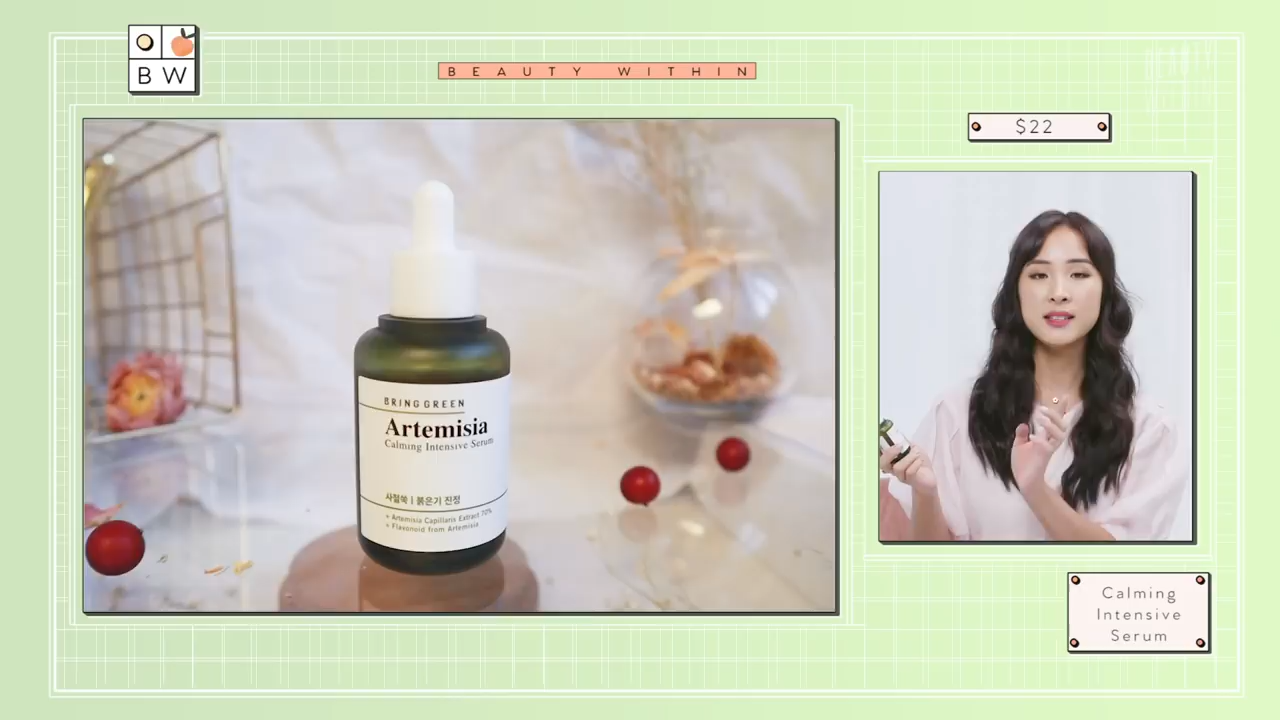 B W
BEAUTY WITHIN
$22
BRING GREEN
Artemisia
Calming Intensive Serum
사철쑥 | 붉은기 진정
+ Artemisia Capillaris Extract 70%
+ Flavonoid from Artemisia
Calming
Intensive
Serum